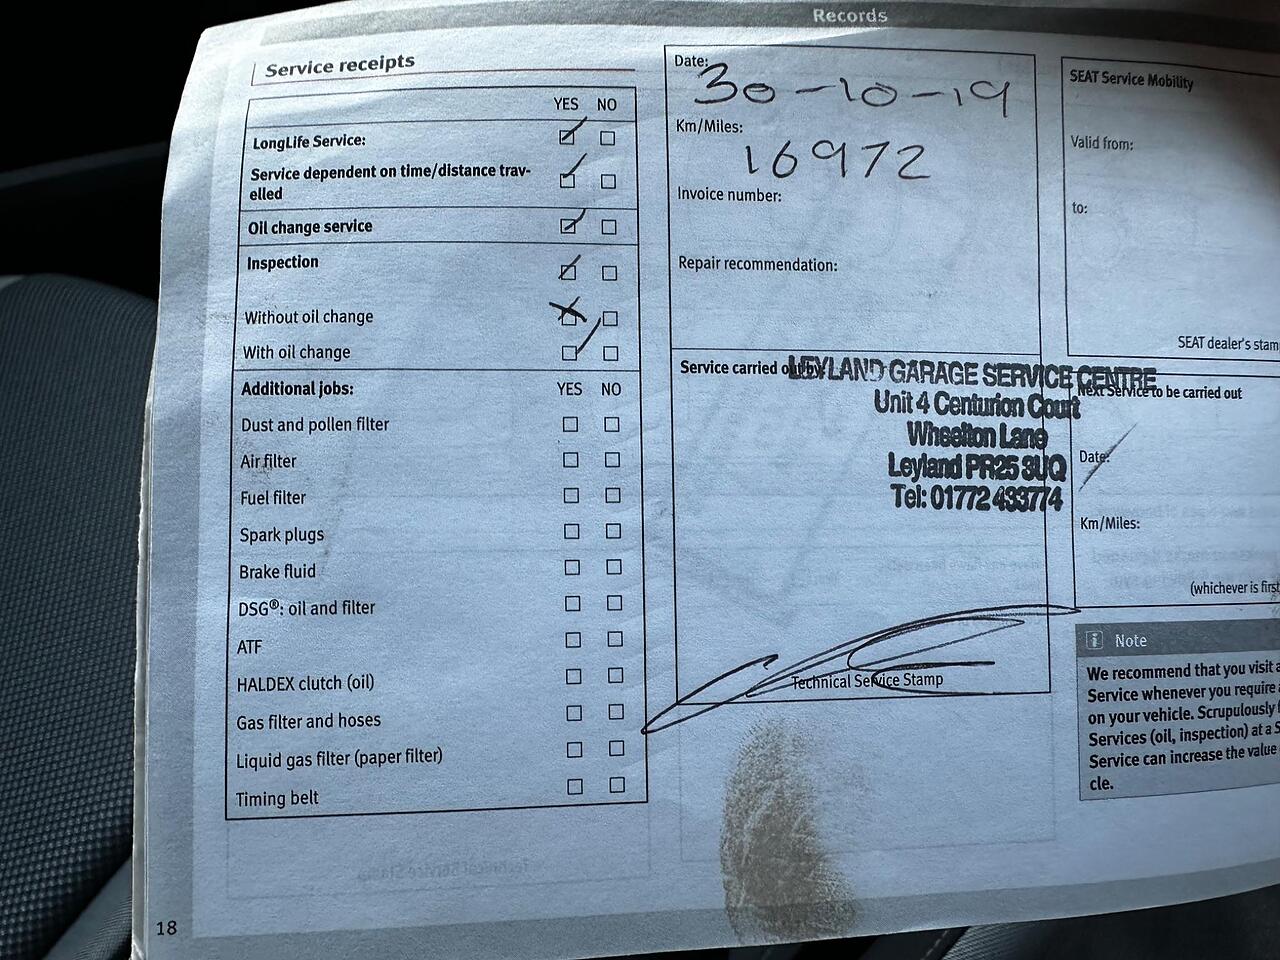 Records
Service receipts
YES NO
LongLife Service:
Service dependent on time/distance trav-
elled
Oil change service
Inspection
Without oil change
With oil change
Additional jobs: YES NO
Dust and pollen filter
Air filter
Fuel filter
Spark plugs
Brake fluid
DSG®: oil and filter
ATF
HALDEX clutch (oil)
Gas filter and hoses
Liquid gas filter (paper filter)
Timing belt
18
Date:
30-10-19
Km/Miles:
16972
Invoice number:
Repair recommendation:
Service carried out by:
LEYLAND GARAGE SERVICE CENTRE
Unit 4 Centurion Court
Wheelton Lane
Leyland PR25 3UQ
Tel: 01772 433774
Technical Service Stamp
SEAT Service Mobility
Valid from:
to:
SEAT dealer's stam
Next Service to be carried out
Date:
Km/Miles:
(whichever is first
Note
We recommend that you visit a
Service whenever you require
on your vehicle. Scrupulously
Services (oil, inspection) at a S
Service can increase the value
cle.